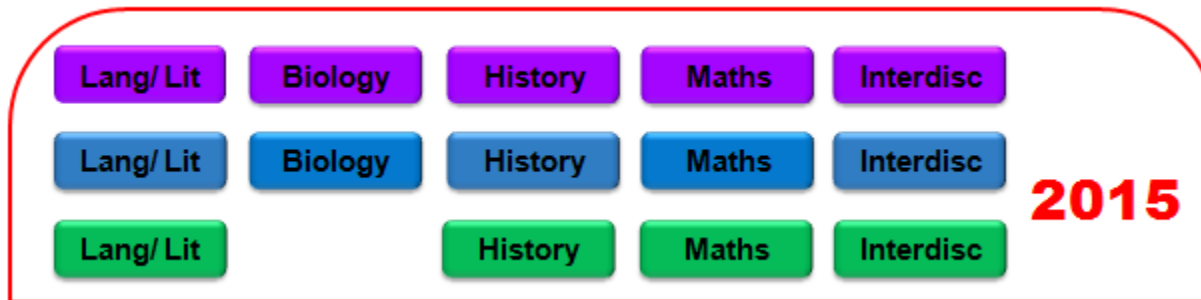 Lang/ Lit Biology History Maths Interdisc
Lang/ Lit Biology History Maths Interdisc
2015
Lang/ Lit History Maths Interdisc